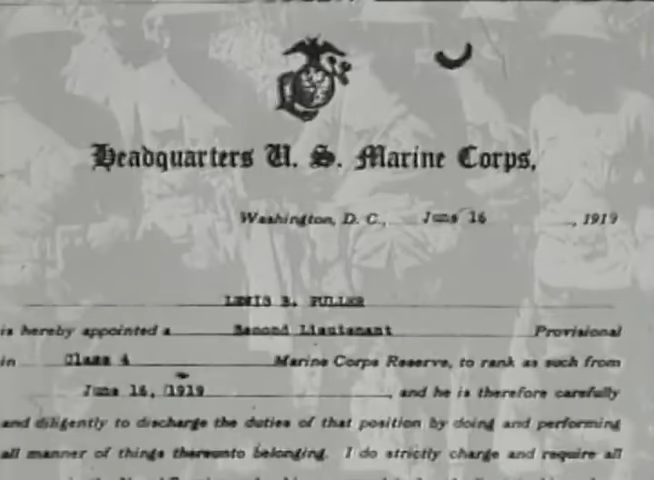 Headquarters U. S. Marine Corps,
Washington, D. C., June 16, 1919
LEWIS B. PULLER
is hereby appointed a Second Lieutenant Provisional
in Class 4 Marine Corps Reserve, to rank as such from
June 16, 1919, and he is therefore carefully
and diligently to discharge the duties of that position by doing and performing
all manner of things thereunto belonging. I do strictly charge and require all